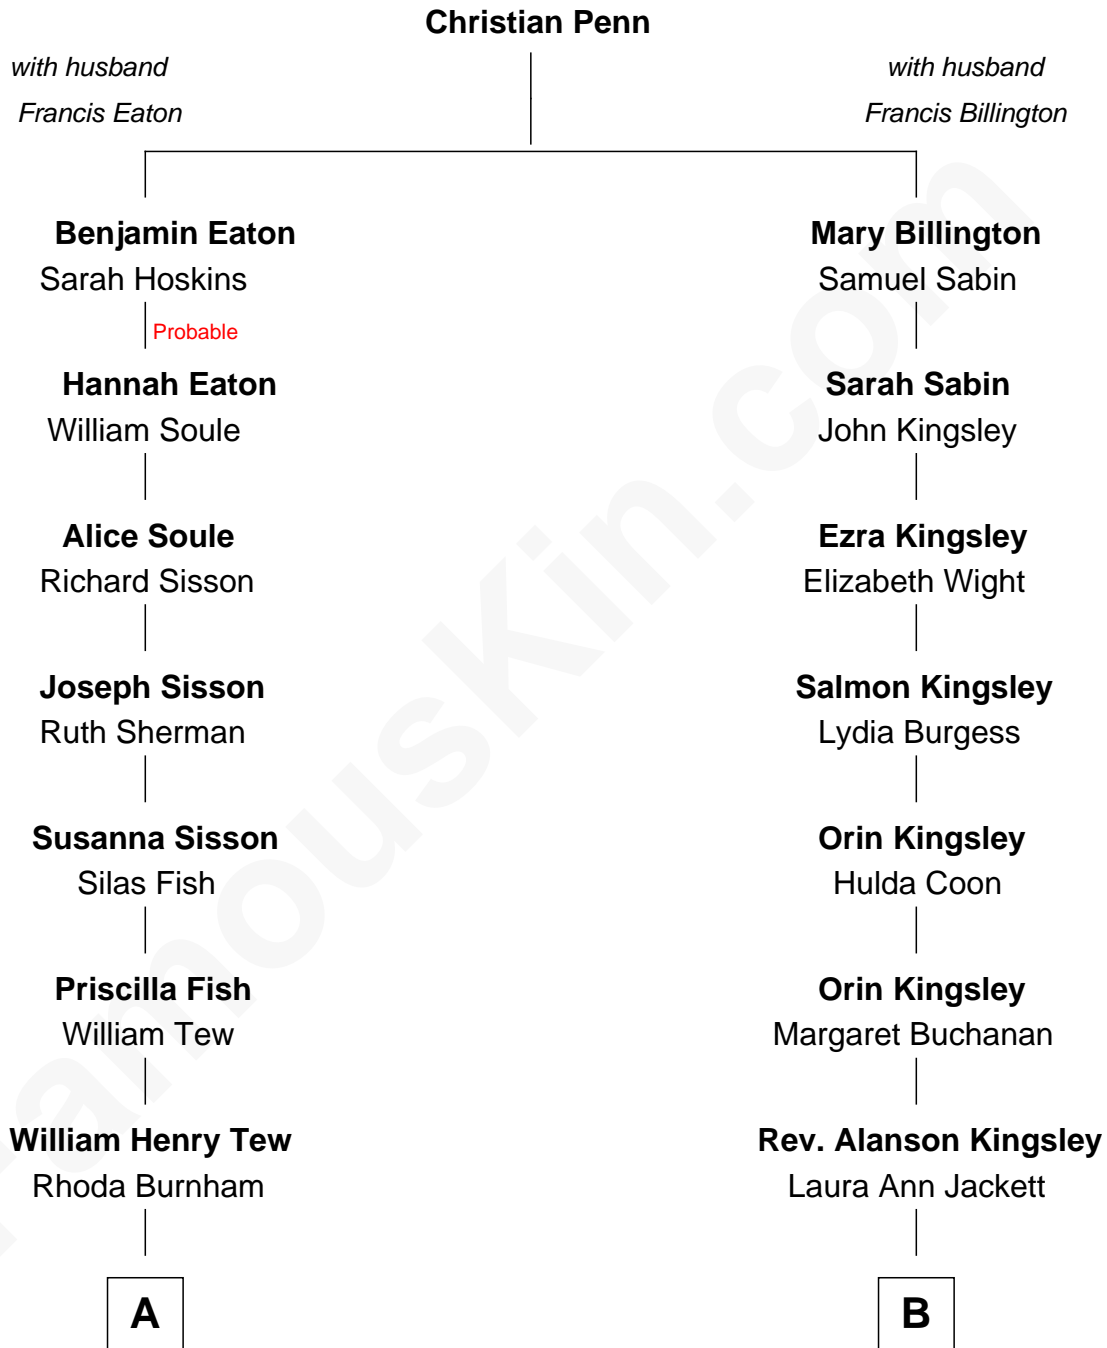 Christian Penn
with husband
Francis Eaton
with husband
Francis Billington
Benjamin Eaton
Sarah Hoskins
Probable
Hannah Eaton
William Soule
Alice Soule
Richard Sisson
Joseph Sisson
Ruth Sherman
Susanna Sisson
Silas Fish
Priscilla Fish
William Tew
William Henry Tew
Rhoda Burnham
A
Mary Billington
Samuel Sabin
Sarah Sabin
John Kingsley
Ezra Kingsley
Elizabeth Wight
Salmon Kingsley
Lydia Burgess
Orin Kingsley
Hulda Coon
Orin Kingsley
Margaret Buchanan
Rev. Alanson Kingsley
Laura Ann Jackett
B
FamousKin.com